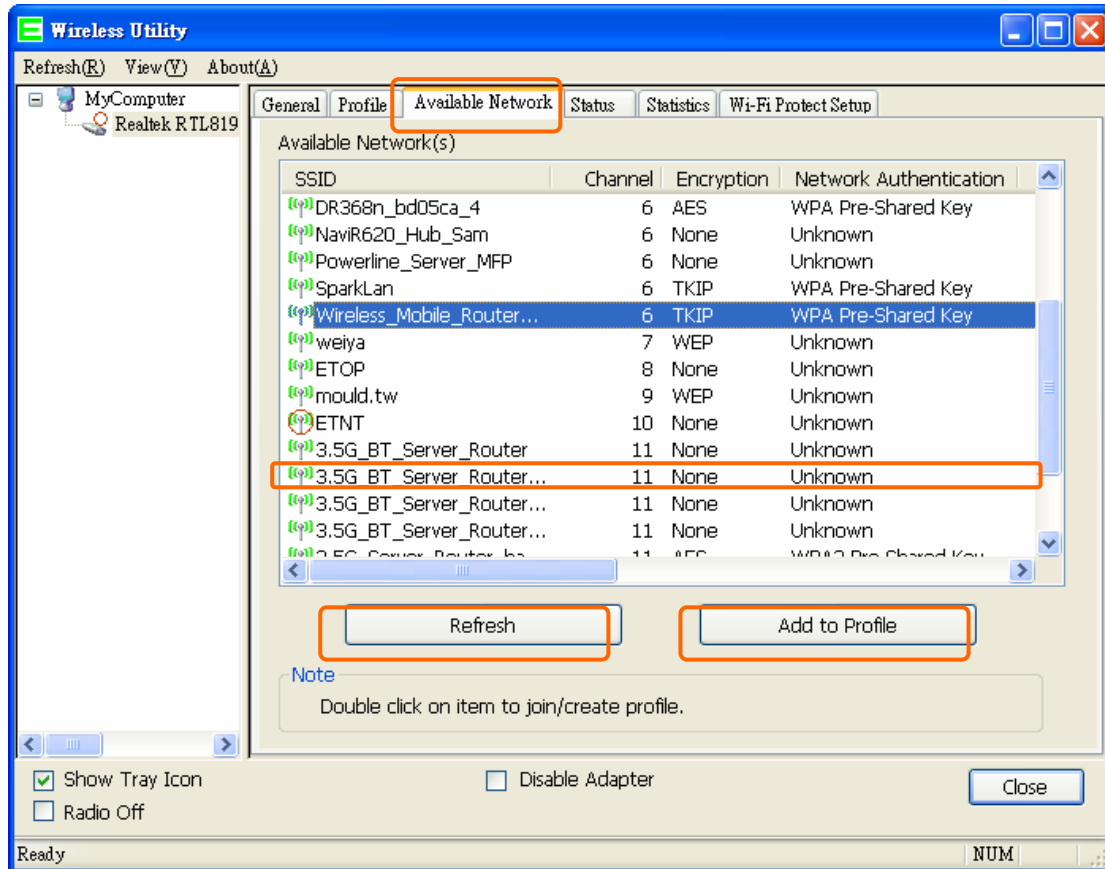 Wireless Utility
Refresh(R) View(V) About(A)
MyComputer
Realtek RTL819
General Profile Available Network Status Statistics Wi-Fi Protect Setup
Available Network(s)
SSID Channel Encryption Network Authentication
DR368n_bd05ca_4 6 AES WPA Pre-Shared Key
NaviR620_Hub_Sam 6 None Unknown
Powerline_Server_MFP 6 None Unknown
SparkLan 6 TKIP WPA Pre-Shared Key
Wireless_Mobile_Router... 6 TKIP WPA Pre-Shared Key
weiya 7 WEP Unknown
ETOP 8 None Unknown
mould.tw 9 WEP Unknown
ETNT 10 None Unknown
3.5G_BT_Server_Router 11 None Unknown
3.5G_BT_Server_Router... 11 None Unknown
3.5G_BT_Server_Router... 11 None Unknown
3.5G_BT_Server_Router... 11 None Unknown
11 AES WPA2 Pre-Shared Key
Refresh Add to Profile
Note
Double click on item to join/create profile.
Show Tray Icon Disable Adapter Close
Radio Off
Ready NUM